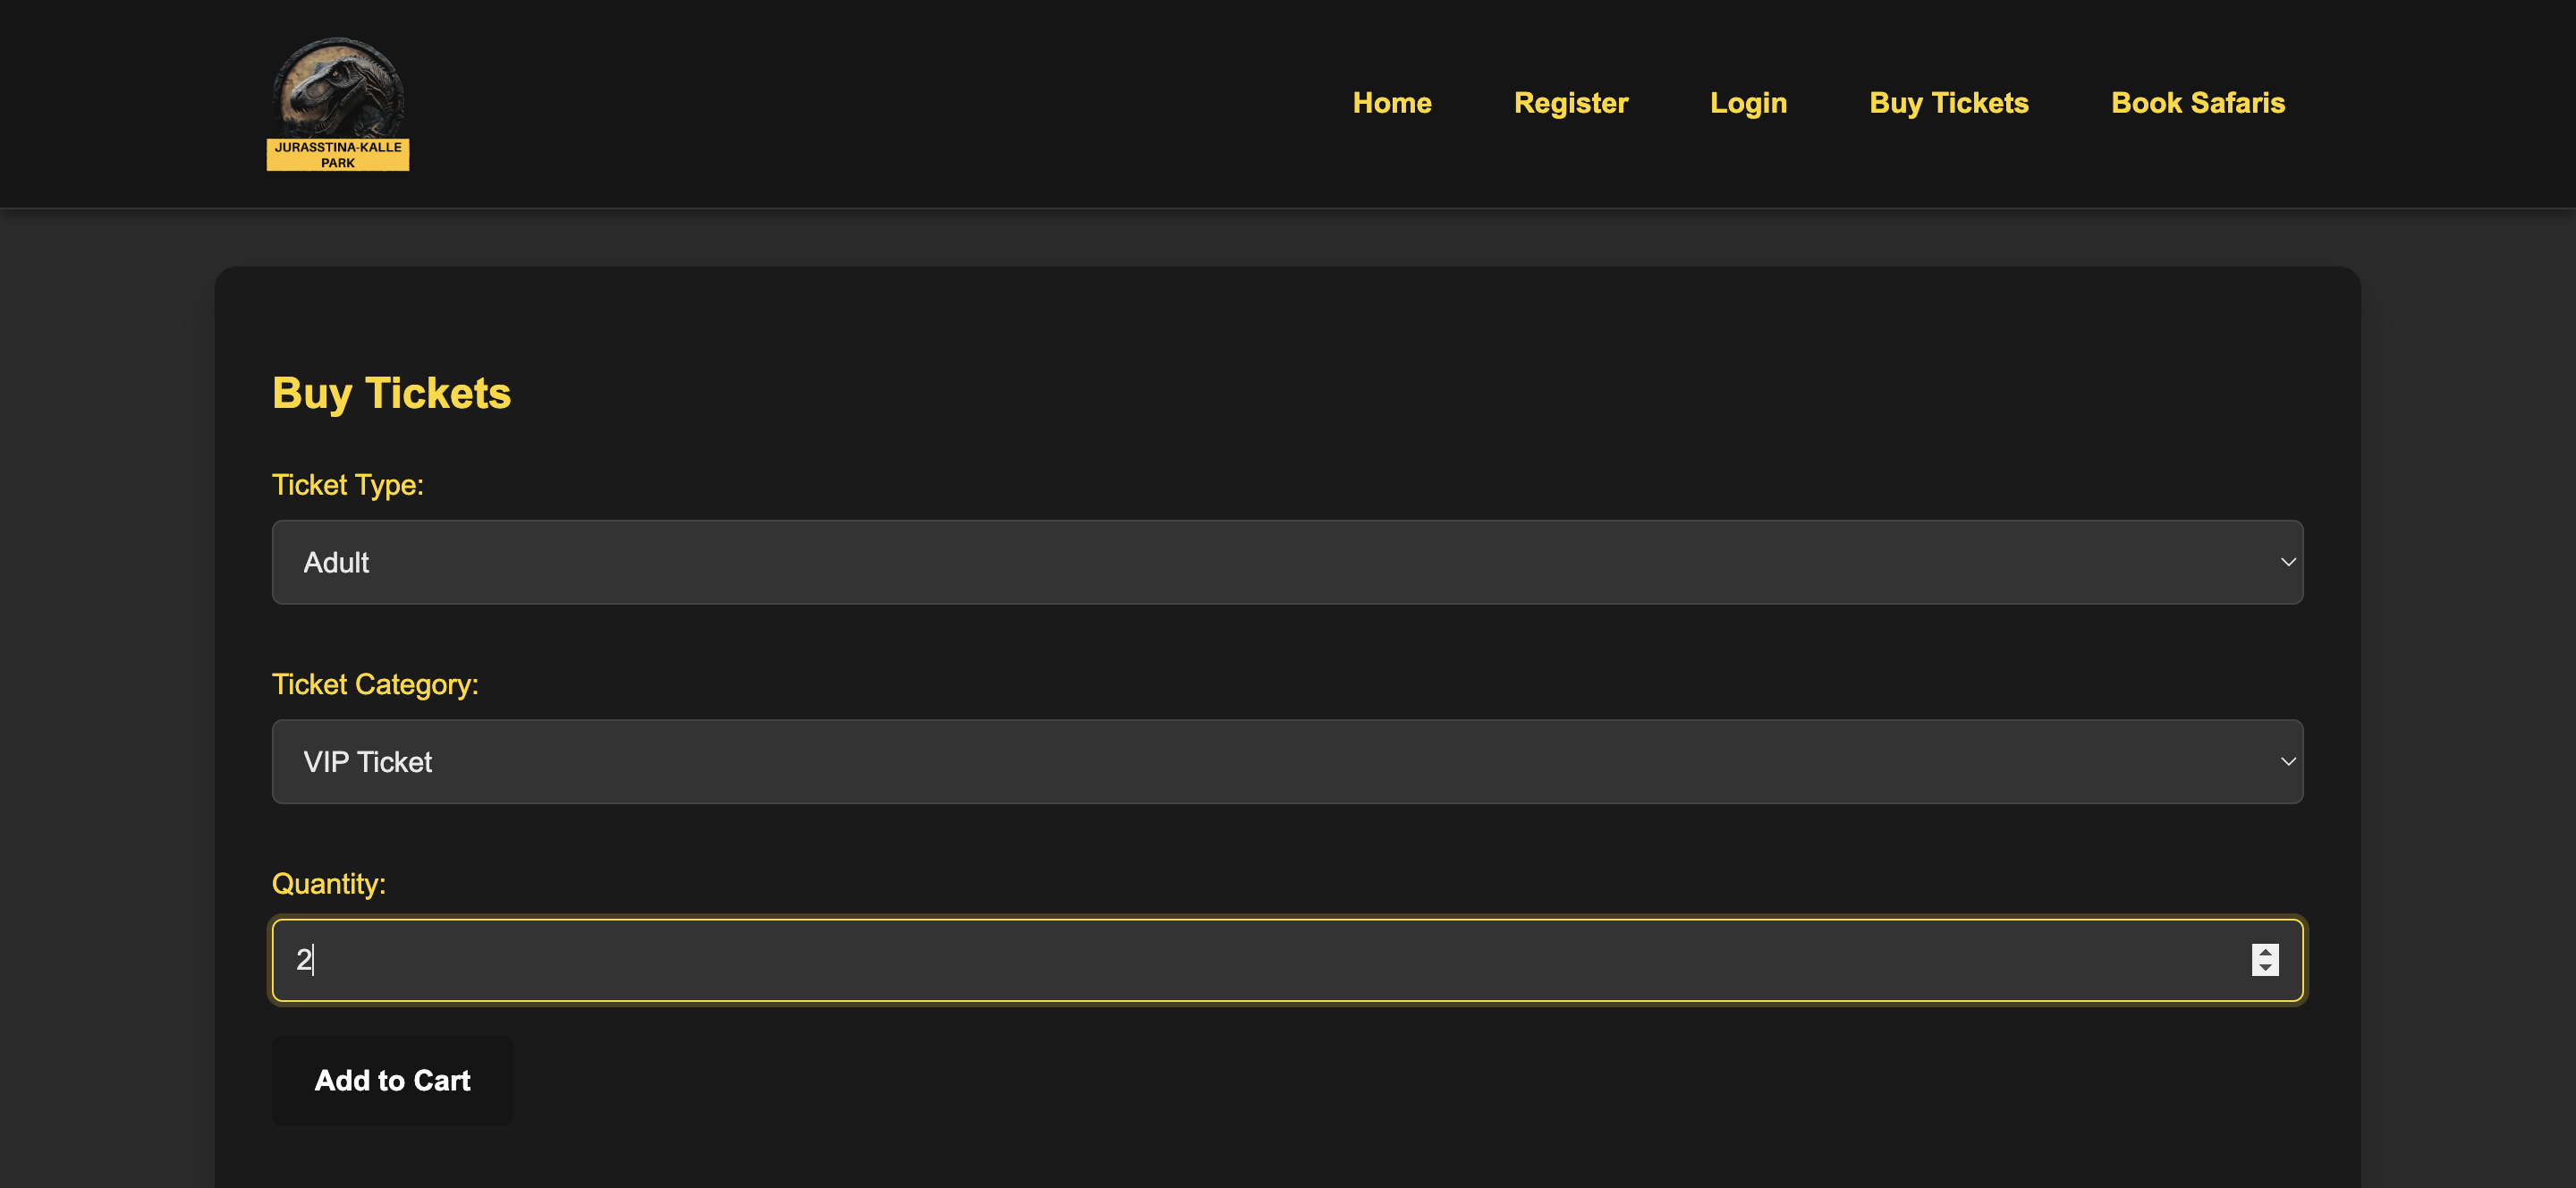 JURASSTINA-KALLE
PARK
Home Register Login Buy Tickets Book Safaris
Buy Tickets
Ticket Type:
Adult
Ticket Category:
VIP Ticket
Quantity:
2
Add to Cart